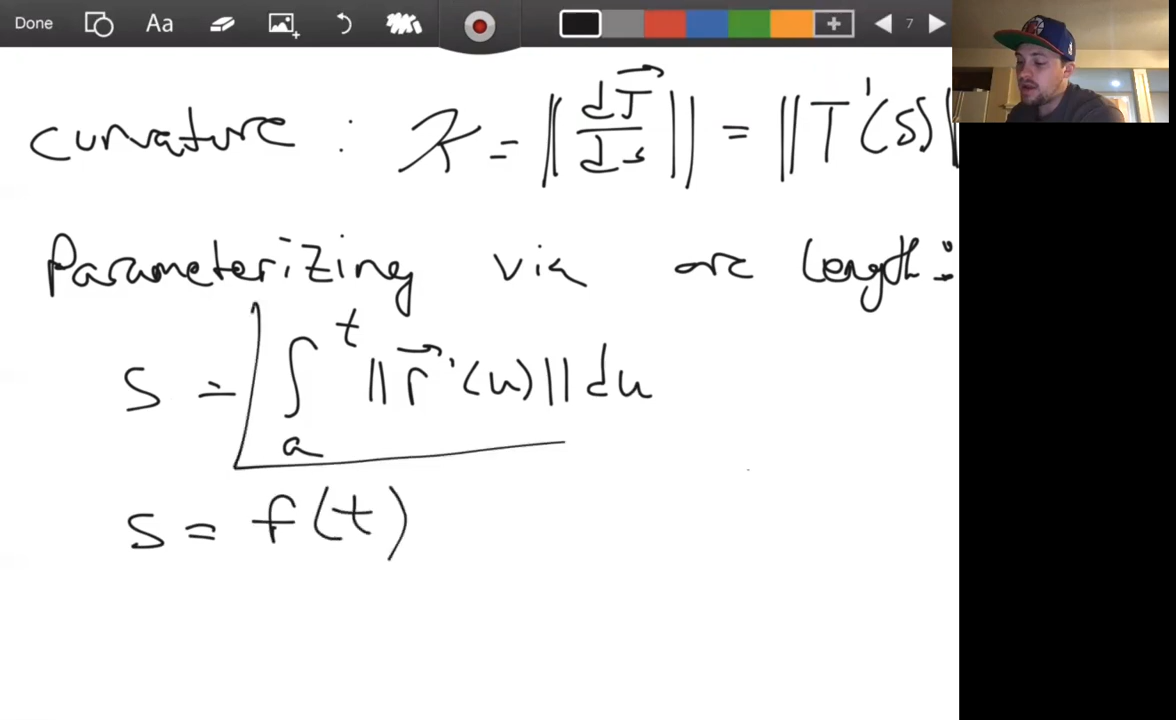 Done Aa 7
curvature : K = ||dT⃗/ds|| = ||T'(s)|
Parameterizing via arc length:
s = ∫ₐᵗ ||r⃗'(u)|| du
s = f(t)